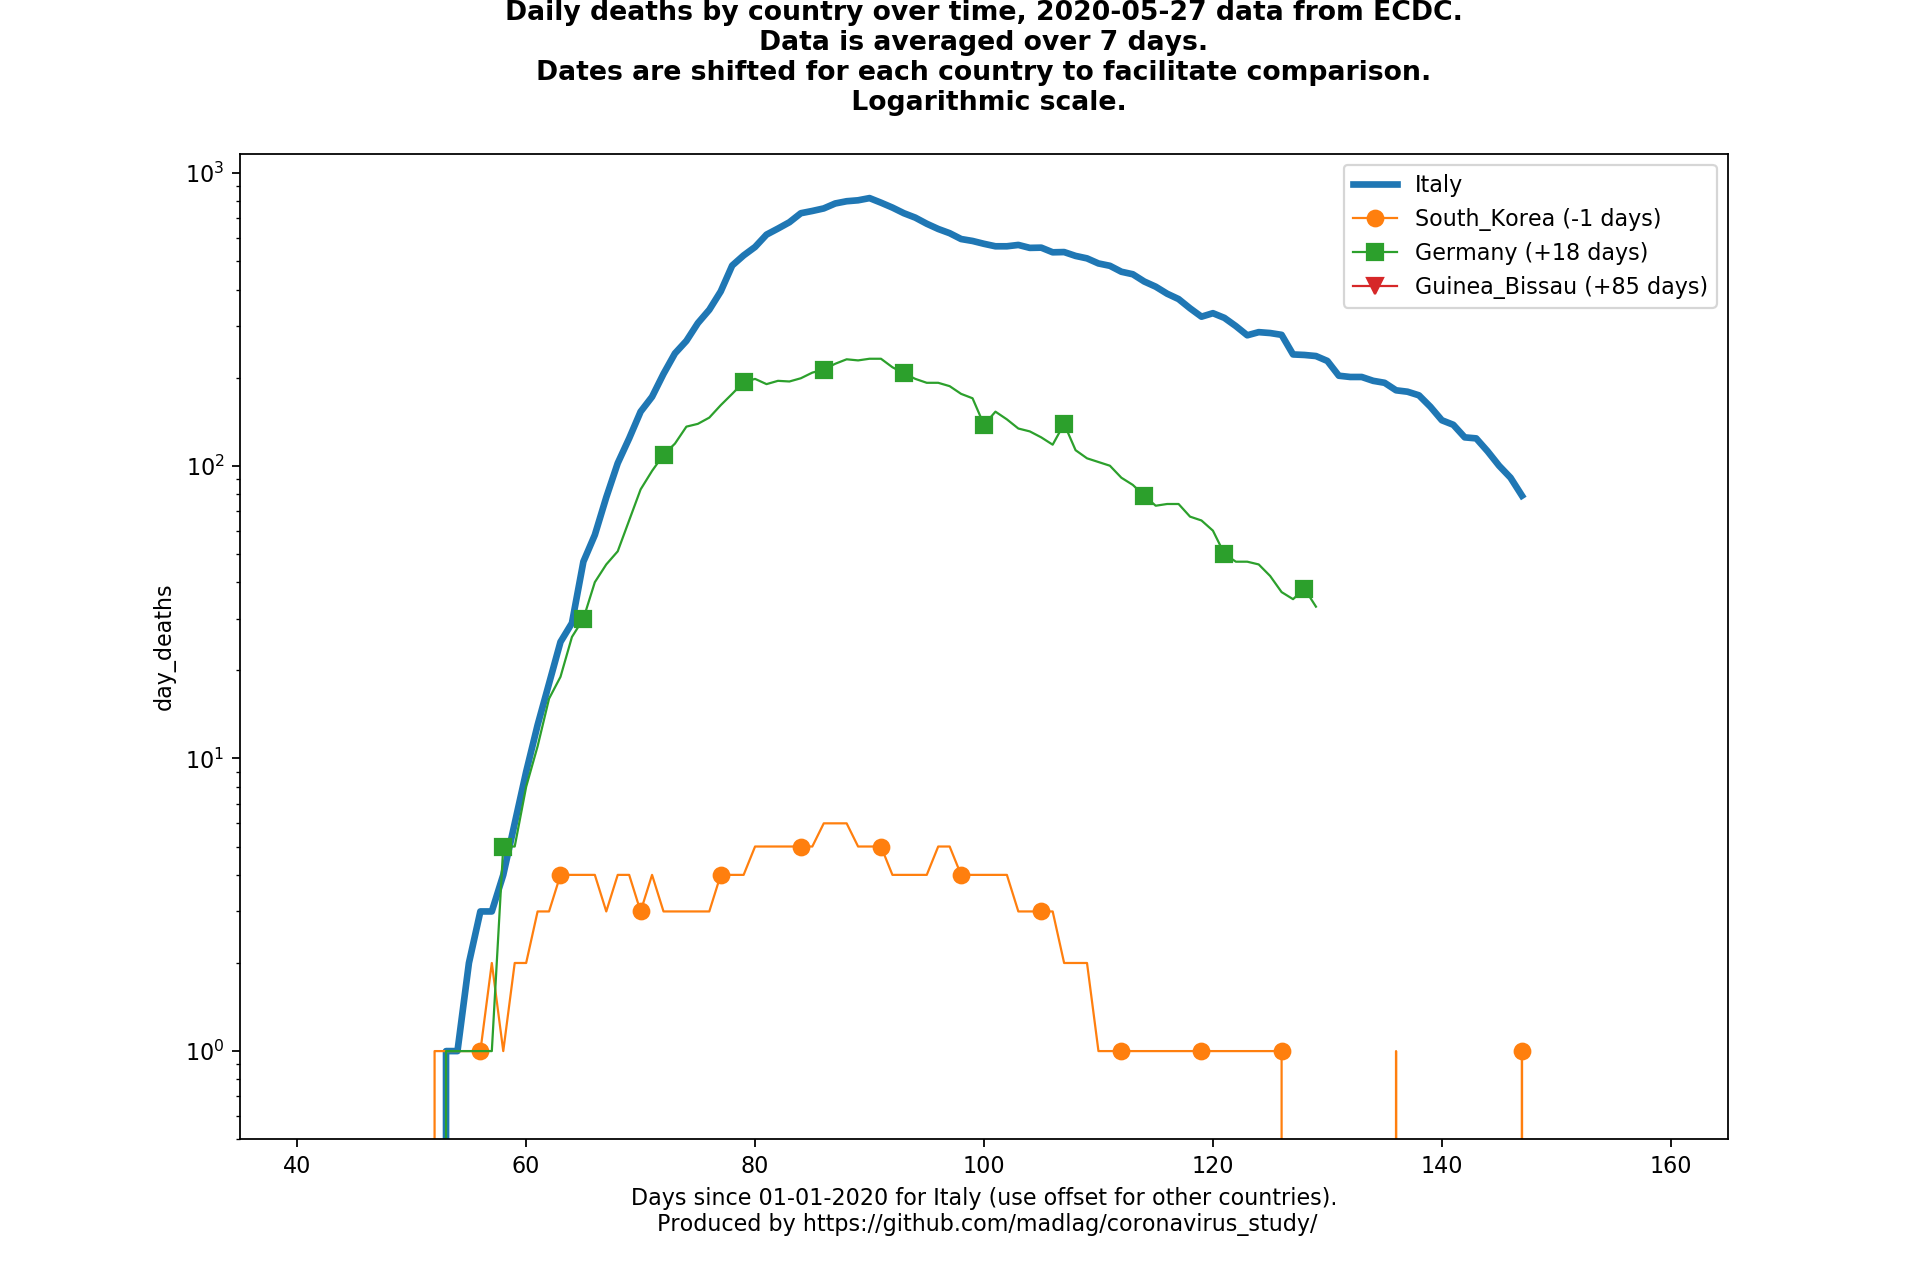 Daily deaths by country over time, 2020-05-27 data from ECDC.
Data is averaged over 7 days.
Dates are shifted for each country to facilitate comparison.
Logarithmic scale.
10³
10²
10¹
10⁰
day_deaths
Italy
South_Korea (-1 days)
Germany (+18 days)
Guinea_Bissau (+85 days)
40 60 80 100 120 140 160
Days since 01-01-2020 for Italy (use offset for other countries).
Produced by https://github.com/madlag/coronavirus_study/